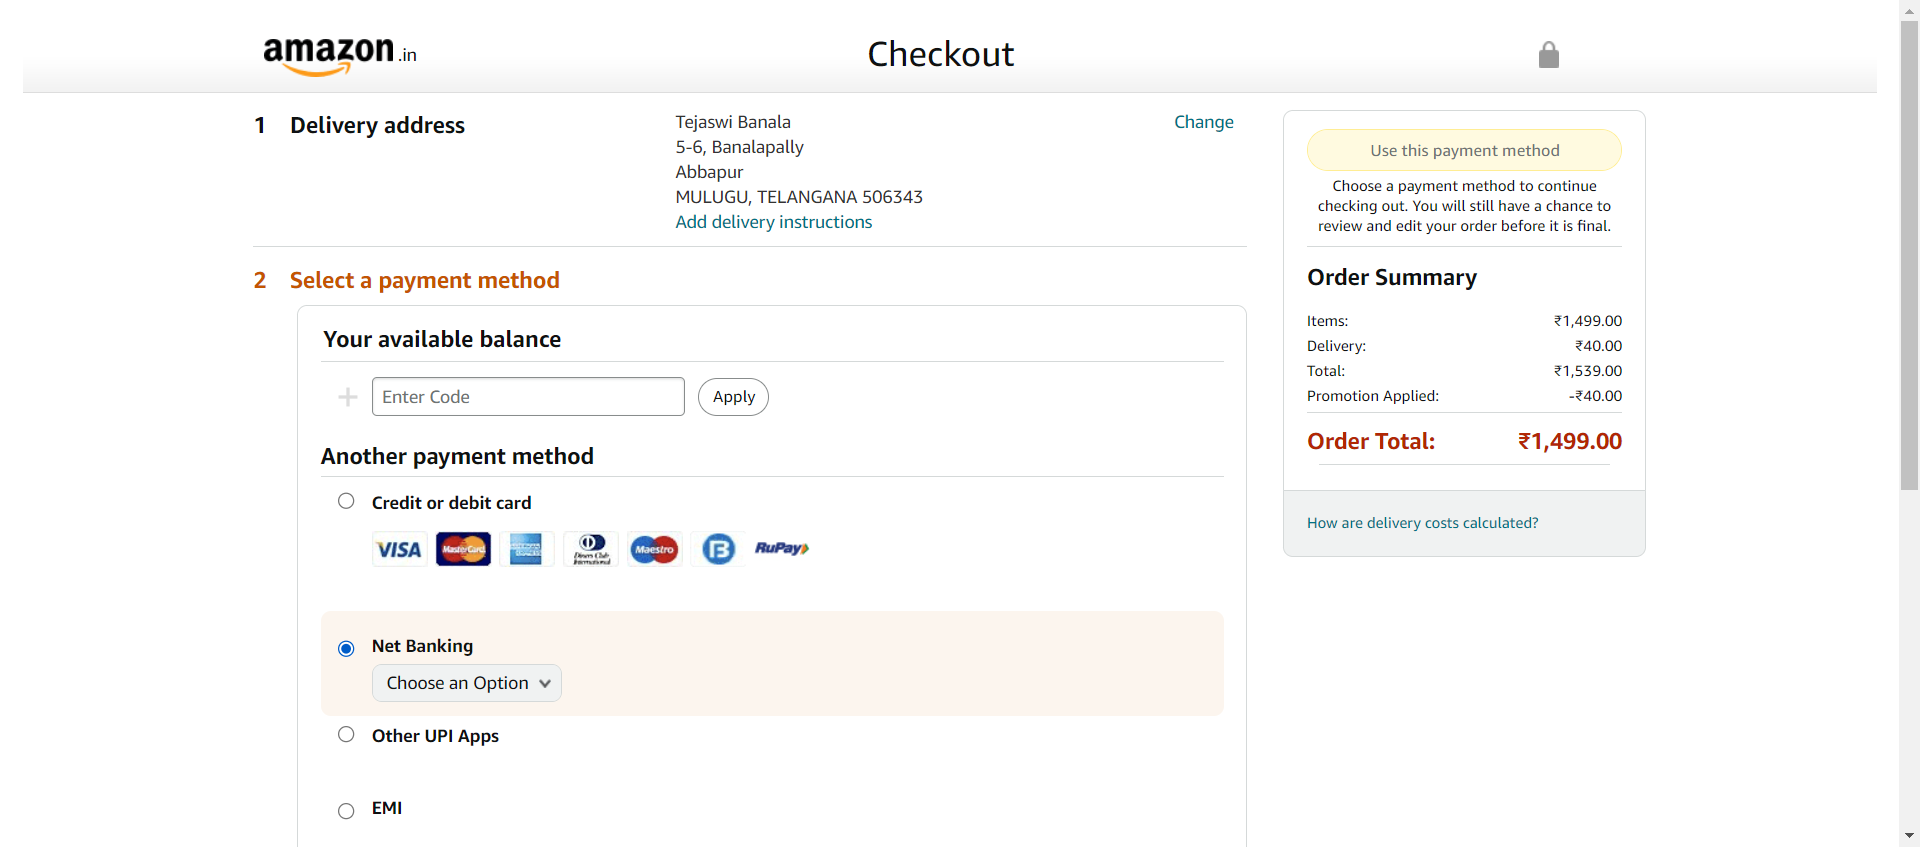 amazon.in
Checkout
1 Delivery address
Tejaswi Banala
5-6, Banalapally
Abbapur
MULUGU, TELANGANA 506343
Add delivery instructions
Change
2 Select a payment method
Your available balance
Enter Code
Apply
Another payment method
Credit or debit card
VISA MasterCard Diners Club International Maestro B RuPay
Net Banking
Choose an Option
Other UPI Apps
EMI
Use this payment method
Choose a payment method to continue
checking out. You will still have a chance to
review and edit your order before it is final.
Order Summary
Items: ₹1,499.00
Delivery: ₹40.00
Total: ₹1,539.00
Promotion Applied: -₹40.00
Order Total: ₹1,499.00
How are delivery costs calculated?